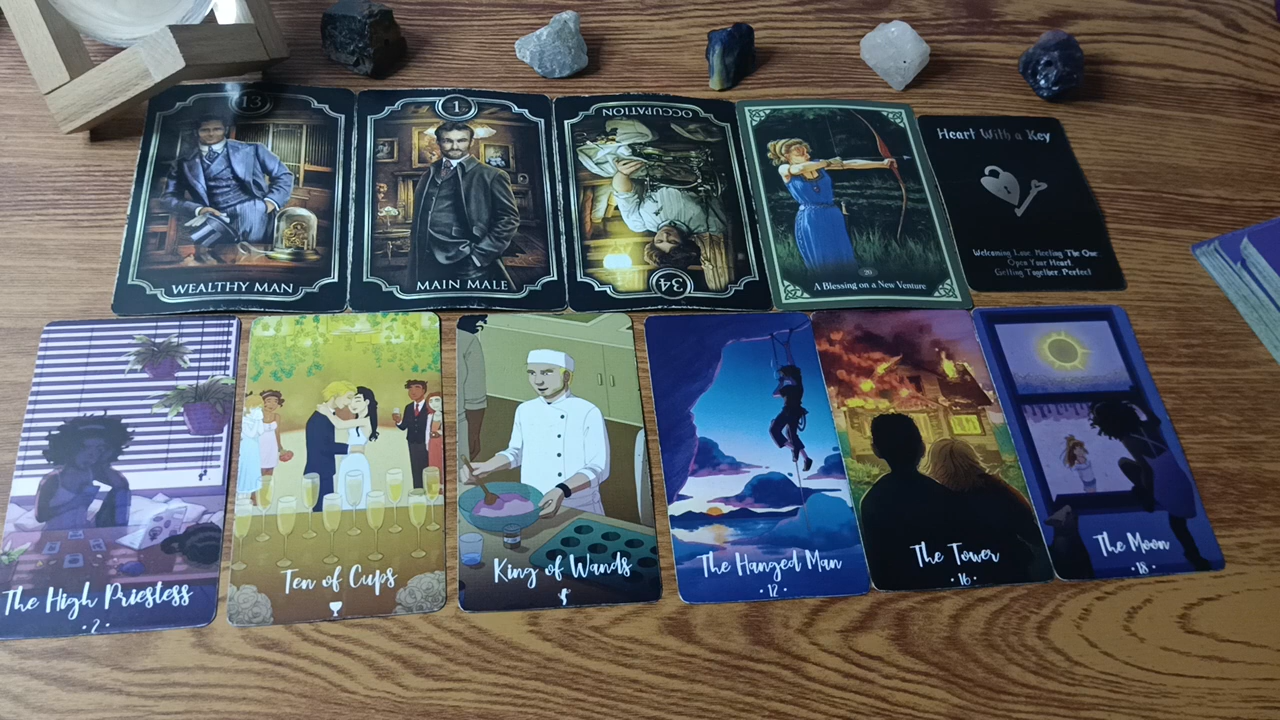 13
WEALTHY MAN
1
MAIN MALE
OCCUPATION
34
20
A Blessing on a New Venture
Heart With a Key
Welcoming Love. Meeting The One
Open Your Heart.
Getting Together. Perfect
The High Priestess
• 2 •
Ten of Cups
King of Wands
The Hanged Man
• 12 •
The Tower
• 16 •
The Moon
• 18 •